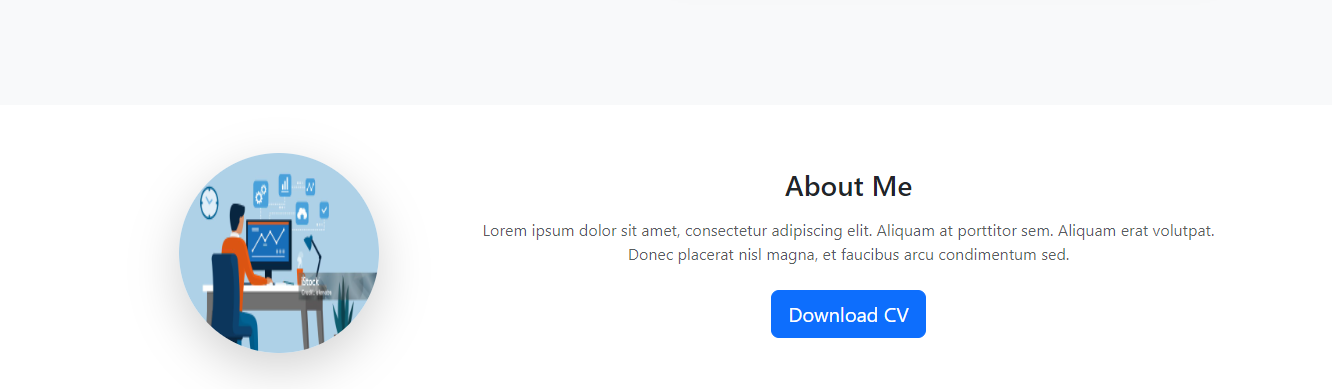 About Me
Lorem ipsum dolor sit amet, consectetur adipiscing elit. Aliquam at porttitor sem. Aliquam erat volutpat.
Donec placerat nisl magna, et faucibus arcu condimentum sed.
Download CV
iStock